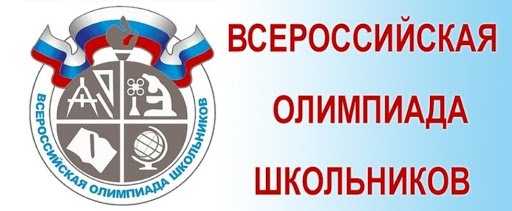 ВСЕРОССИЙСКАЯ ОЛИМПИАДА ШКОЛЬНИКОВ
ВСЕРОССИЙСКАЯ
ОЛИМПИАДА
ШКОЛЬНИКОВ